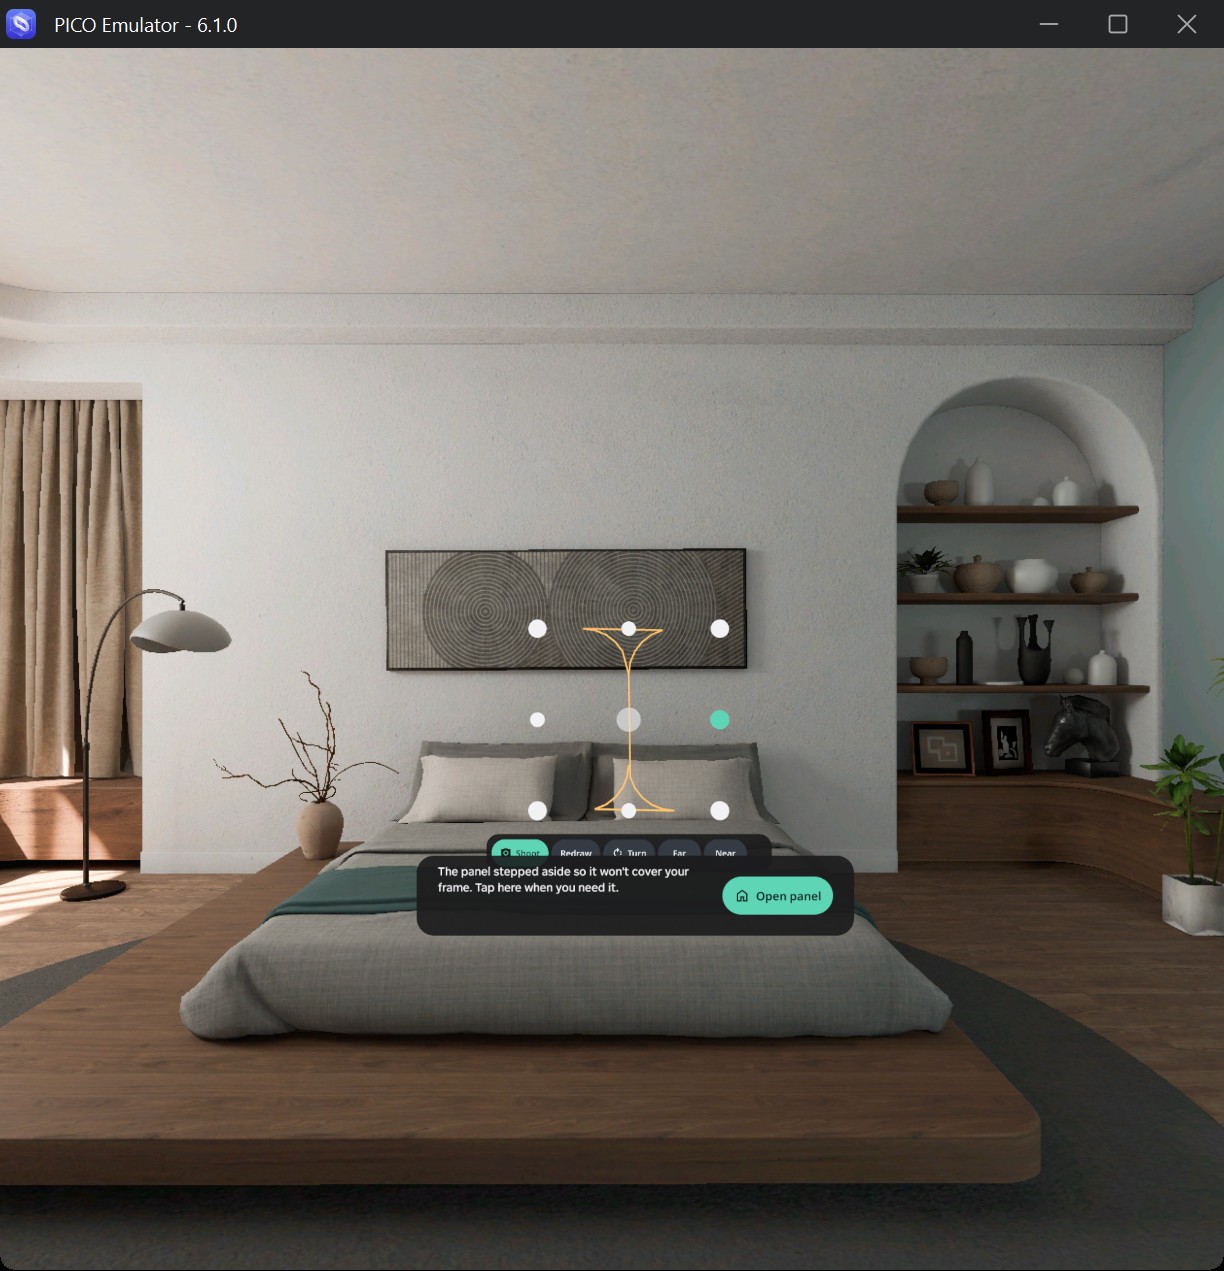 PICO Emulator - 6.1.0
Shoot Redraw Turn Far Near
The panel stepped aside so it won't cover your
frame. Tap here when you need it.
Open panel